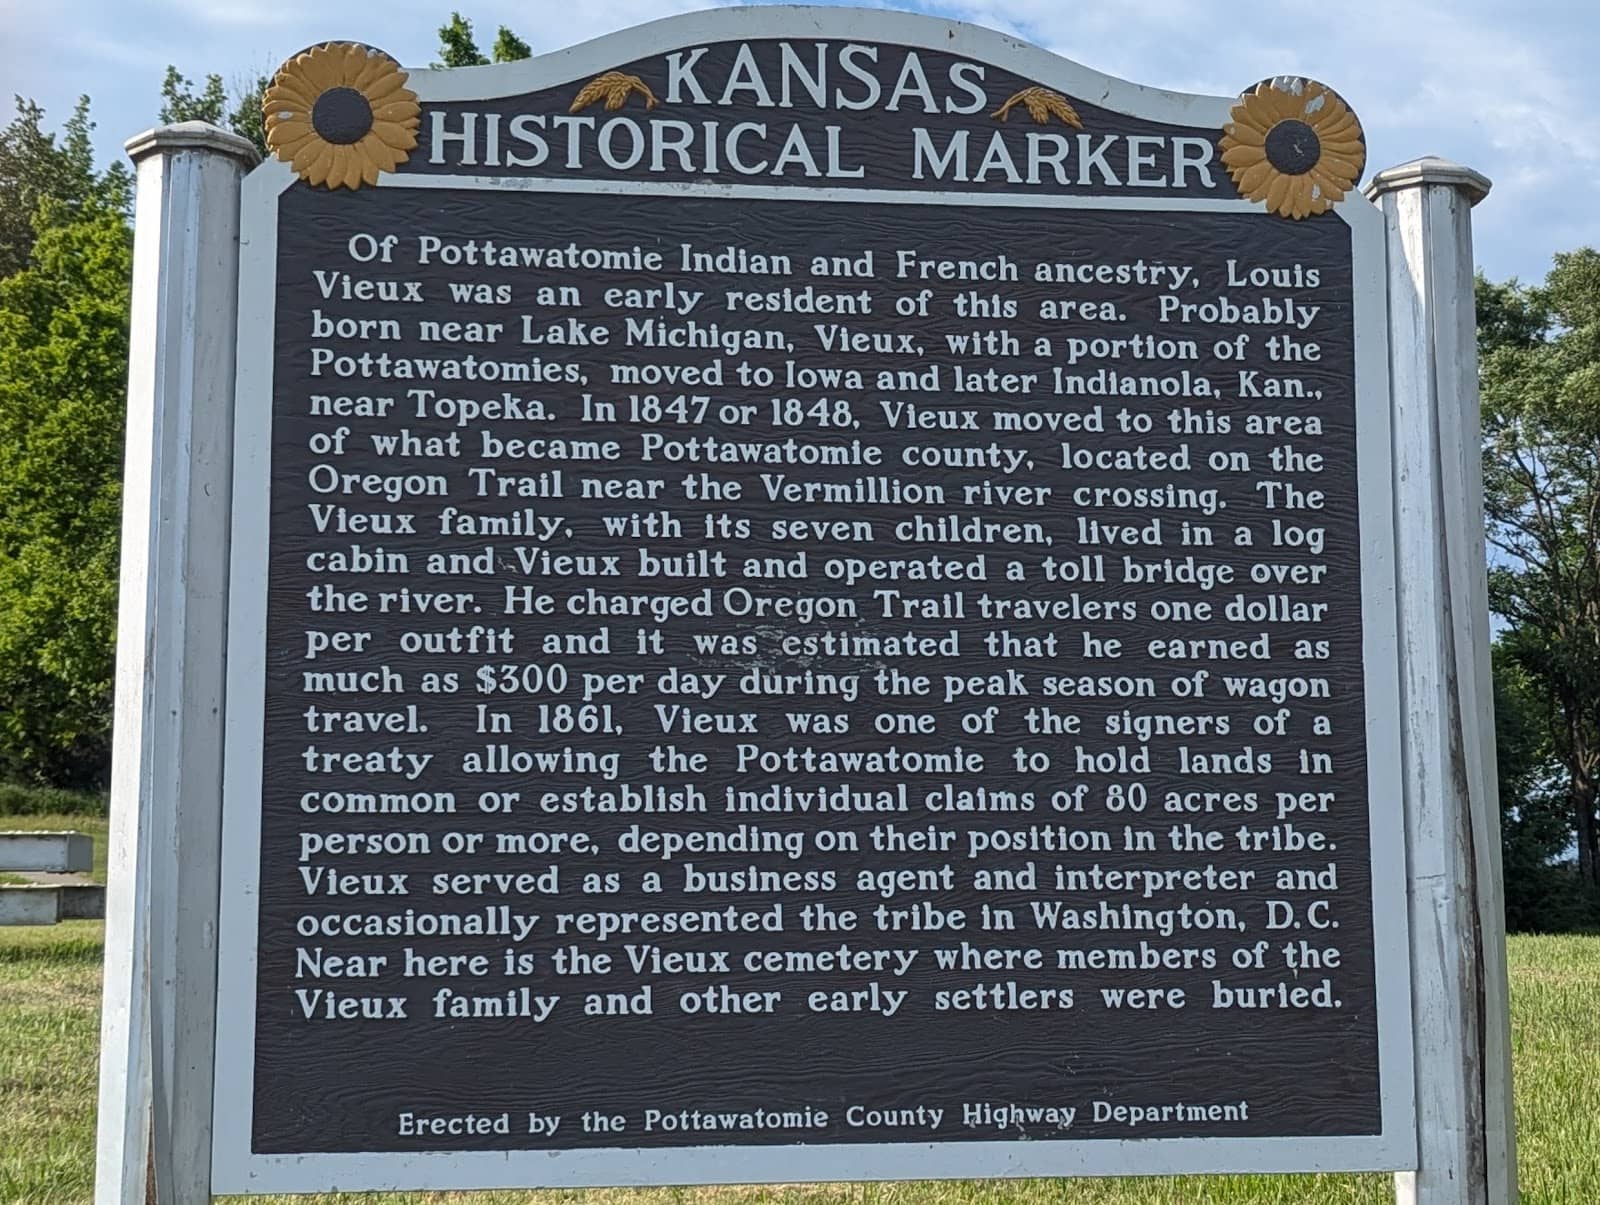 KANSAS
HISTORICAL MARKER
Of Pottawatomie Indian and French ancestry, Louis
Vieux was an early resident of this area. Probably
born near Lake Michigan, Vieux, with a portion of the
Pottawatomies, moved to Iowa and later Indianola, Kan.,
near Topeka. In 1847 or 1848, Vieux moved to this area
of what became Pottawatomie county, located on the
Oregon Trail near the Vermillion river crossing. The
Vieux family, with its seven children, lived in a log
cabin and Vieux built and operated a toll bridge over
the river. He charged Oregon Trail travelers one dollar
per outfit and it was estimated that he earned as
much as $300 per day during the peak season of wagon
travel. In 1861, Vieux was one of the signers of a
treaty allowing the Pottawatomie to hold lands in
common or establish individual claims of 80 acres per
person or more, depending on their position in the tribe.
Vieux served as a business agent and interpreter and
occasionally represented the tribe in Washington, D.C.
Near here is the Vieux cemetery where members of the
Vieux family and other early settlers were buried.
Erected by the Pottawatomie County Highway Department